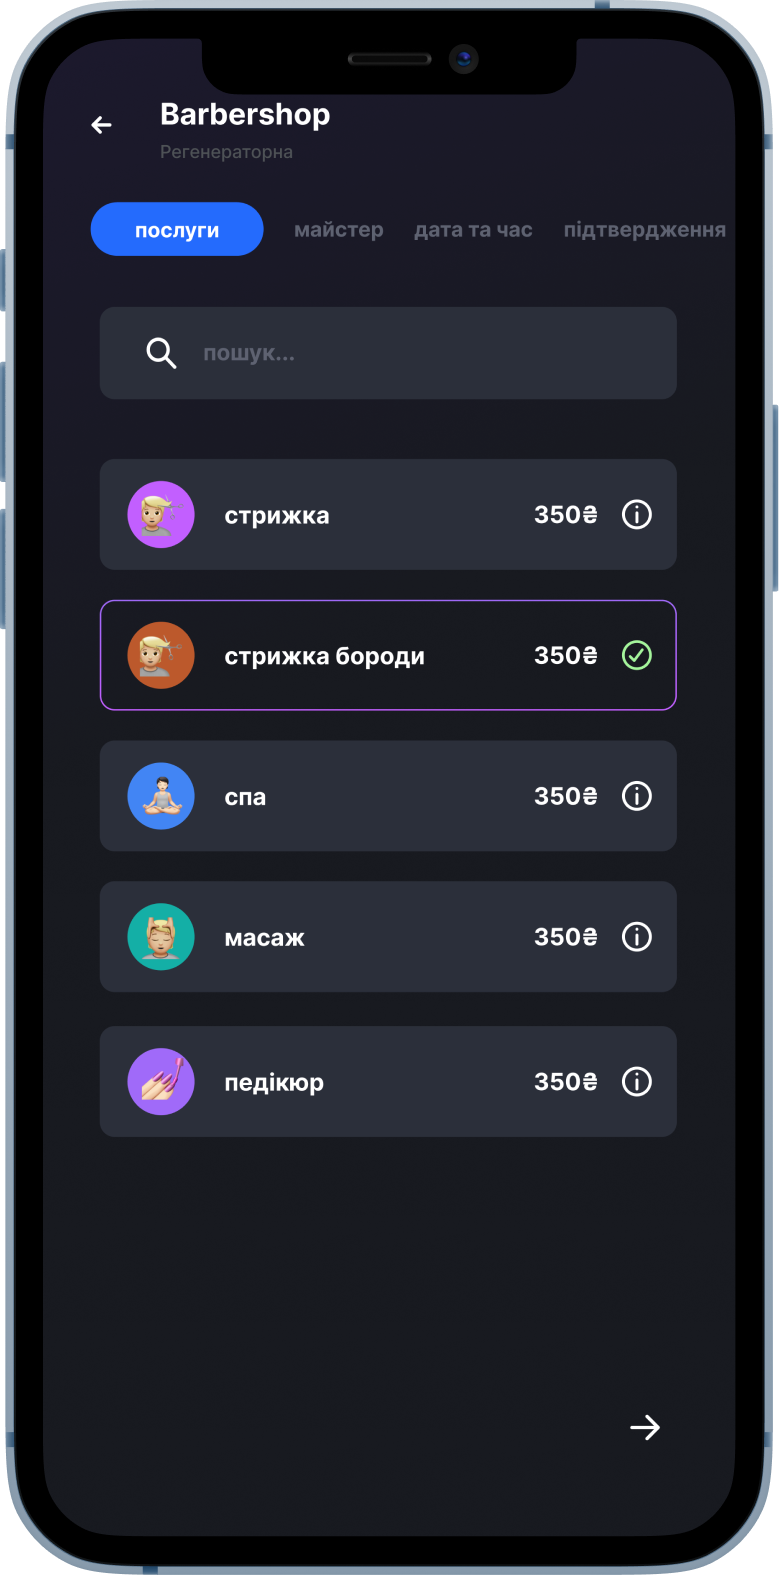 Barbershop
Регенераторна
послуги майстер дата та час підтвердження
пошук...
стрижка 350₴
стрижка бороди 350₴
спа 350₴
масаж 350₴
педікюр 350₴